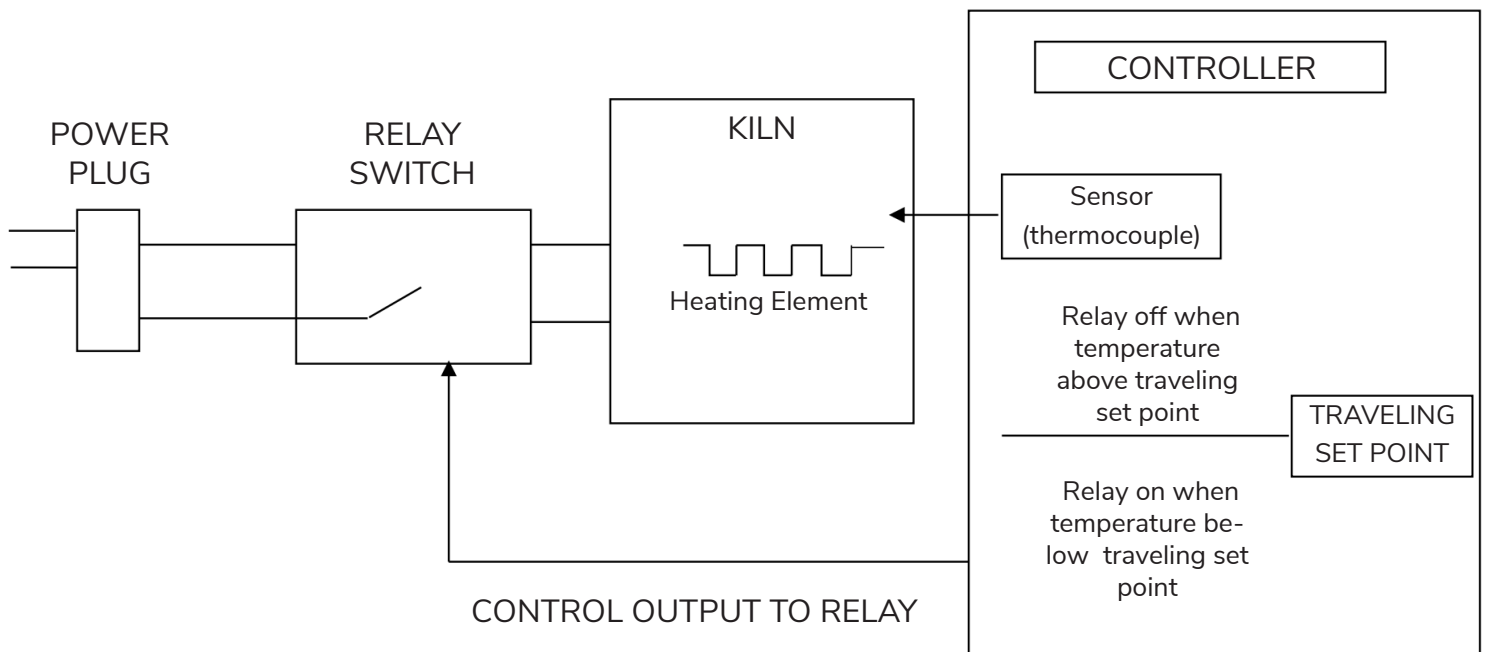 CONTROLLER
POWER
PLUG
RELAY
SWITCH
KILN
Sensor
(thermocouple)
Heating Element
Relay off when
temperature
above traveling
set point
TRAVELING
SET POINT
Relay on when
temperature be-
low  traveling set
point
CONTROL OUTPUT TO RELAY